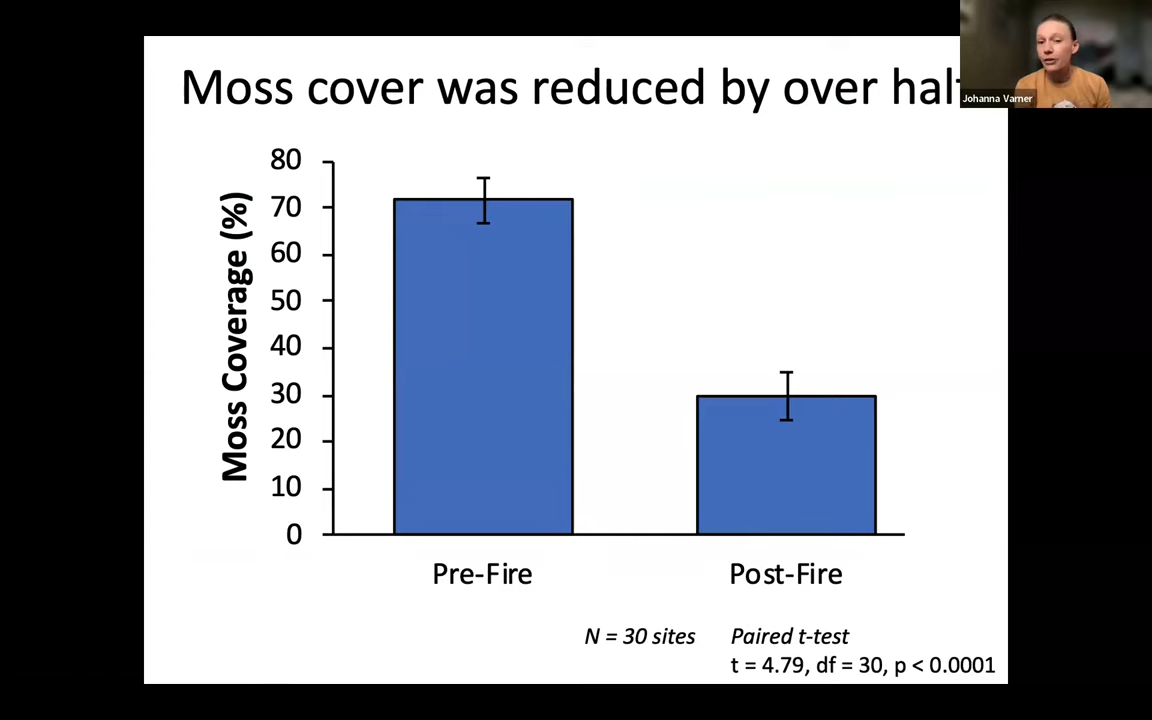 Moss cover was reduced by over half
Johanna Varner
80
70
60
50
40
30
20
10
0
Moss Coverage (%)
Pre-Fire
Post-Fire
N = 30 sites
Paired t-test
t = 4.79, df = 30, p < 0.0001